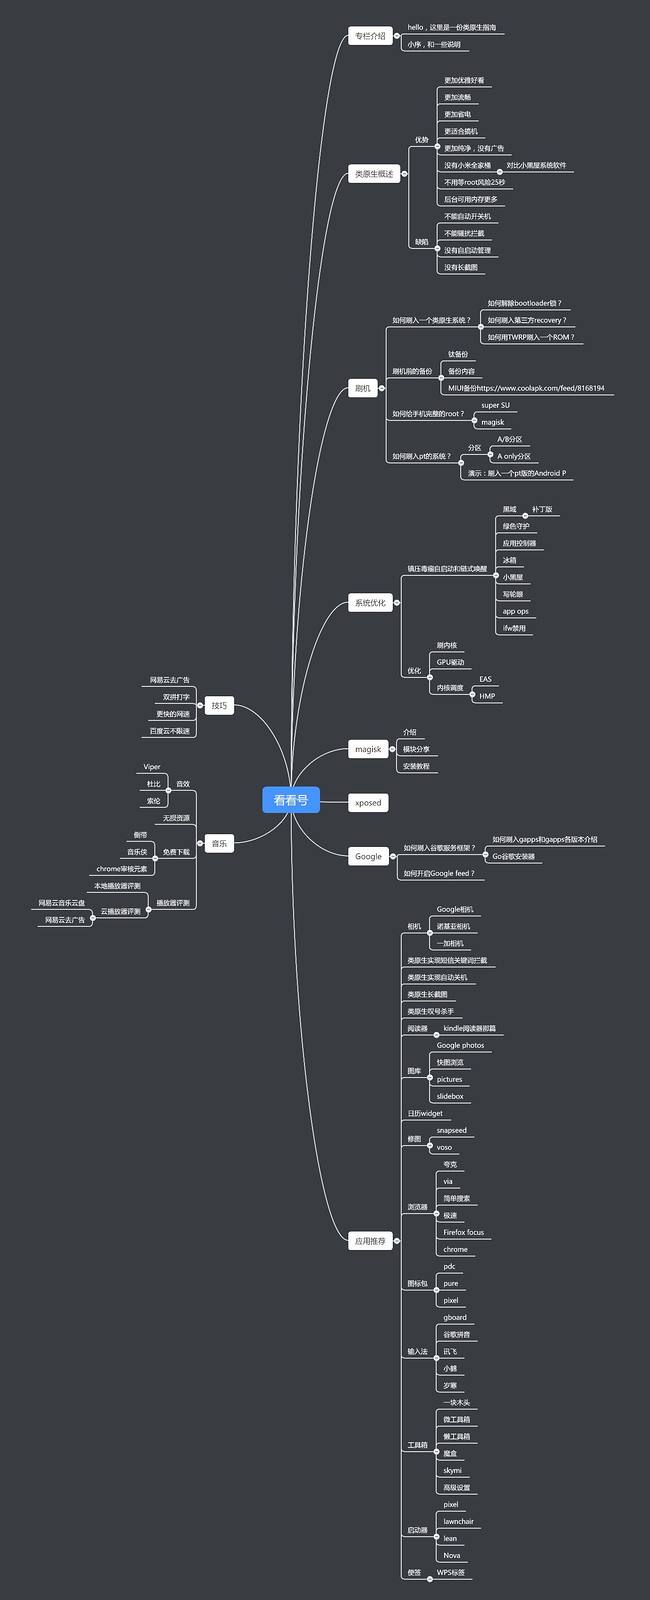 看看号
专栏介绍
hello，这里是一份类原生指南
小序，和一些说明
类原生概述
优势
更加优雅好看
更加流畅
更加省电
更适合搞机
更加纯净，没有广告
没有小米全家桶
对比小黑屋系统软件
不用等root风险25秒
后台可用内存更多
缺陷
不能自动开关机
不能骚扰拦截
没有自启动管理
没有长截图
刷机
如何刷入一个类原生系统？
如何解除bootloader锁？
如何刷入第三方recovery？
如何用TWRP刷入一个ROM？
刷机前的备份
钛备份
备份内容
MIUI备份https://www.coolapk.com/feed/8168194
如何给手机完整的root？
super SU
magisk
如何刷入pt的系统？
分区
A/B分区
A only分区
演示：刷入一个pt版的Android P
系统优化
镇压毒瘤自启动和链式唤醒
黑域
补丁版
绿色守护
应用控制器
冰箱
小黑屋
写轮眼
app ops
ifw禁用
优化
刷内核
GPU驱动
内核调度
EAS
HMP
magisk
介绍
模块分享
安装教程
xposed
Google
如何刷入谷歌服务框架？
如何刷入gapps和gapps各版本介绍
Go谷歌安装器
如何开启Google feed？
应用推荐
相机
Google相机
诺基亚相机
一加相机
类原生实现短信关键词拦截
类原生实现自动关机
类原生长截图
类原生叹号杀手
阅读器
kindle阅读器那篇
图库
Google photos
快图浏览
pictures
slidebox
日历widget
修图
snapseed
voso
浏览器
夸克
via
简单搜索
极速
Firefox focus
chrome
图标包
pdc
pure
pixel
输入法
gboard
谷歌拼音
讯飞
小鹤
岁寒
工具箱
一块木头
微工具箱
懒工具箱
魔盒
skymi
高级设置
启动器
pixel
lawnchair
lean
Nova
便签
WPS标签
技巧
网易云去广告
双拼打字
更快的网速
百度云不限速
音乐
音效
Viper
杜比
索伦
无损资源
免费下载
倒带
音乐侠
chrome审核元素
播放器评测
本地播放器评测
云播放器评测
网易云音乐云盘
网易云去广告